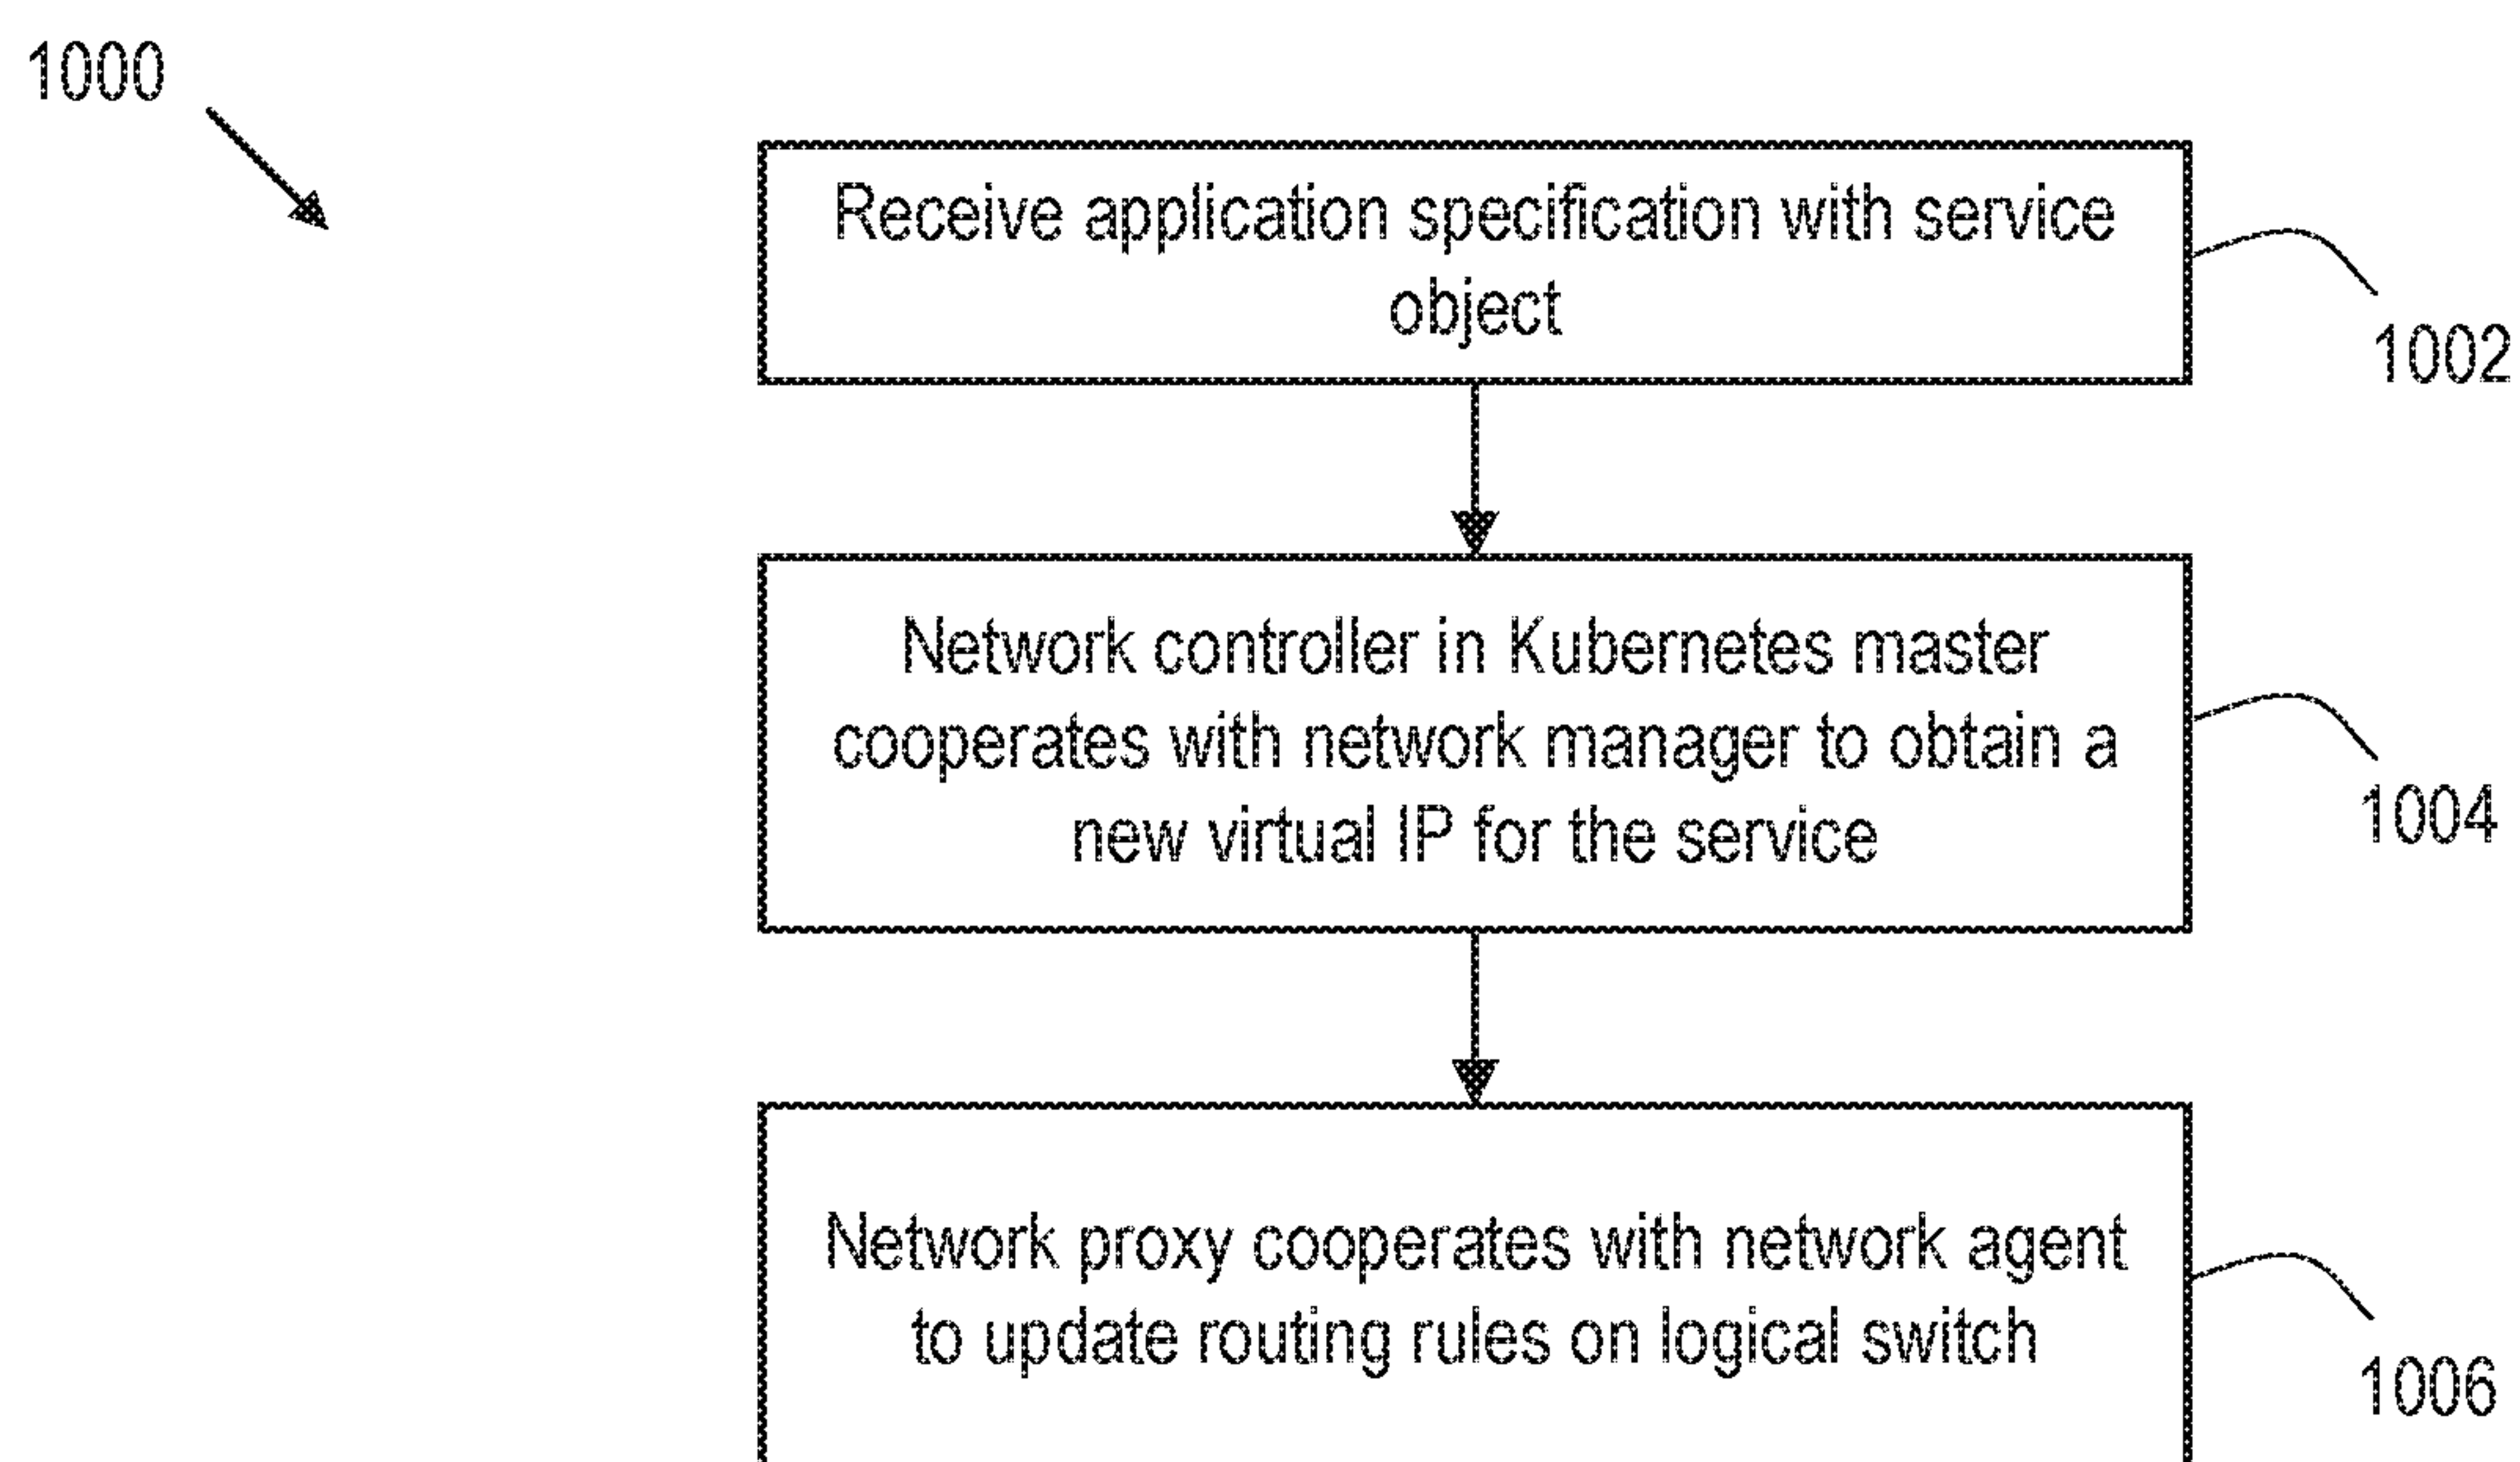 1000
Receive application specification with service
object
1002
Network controller in Kubernetes master
cooperates with network manager to obtain a
new virtual IP for the service
1004
Network proxy cooperates with network agent
to update routing rules on logical switch
1006